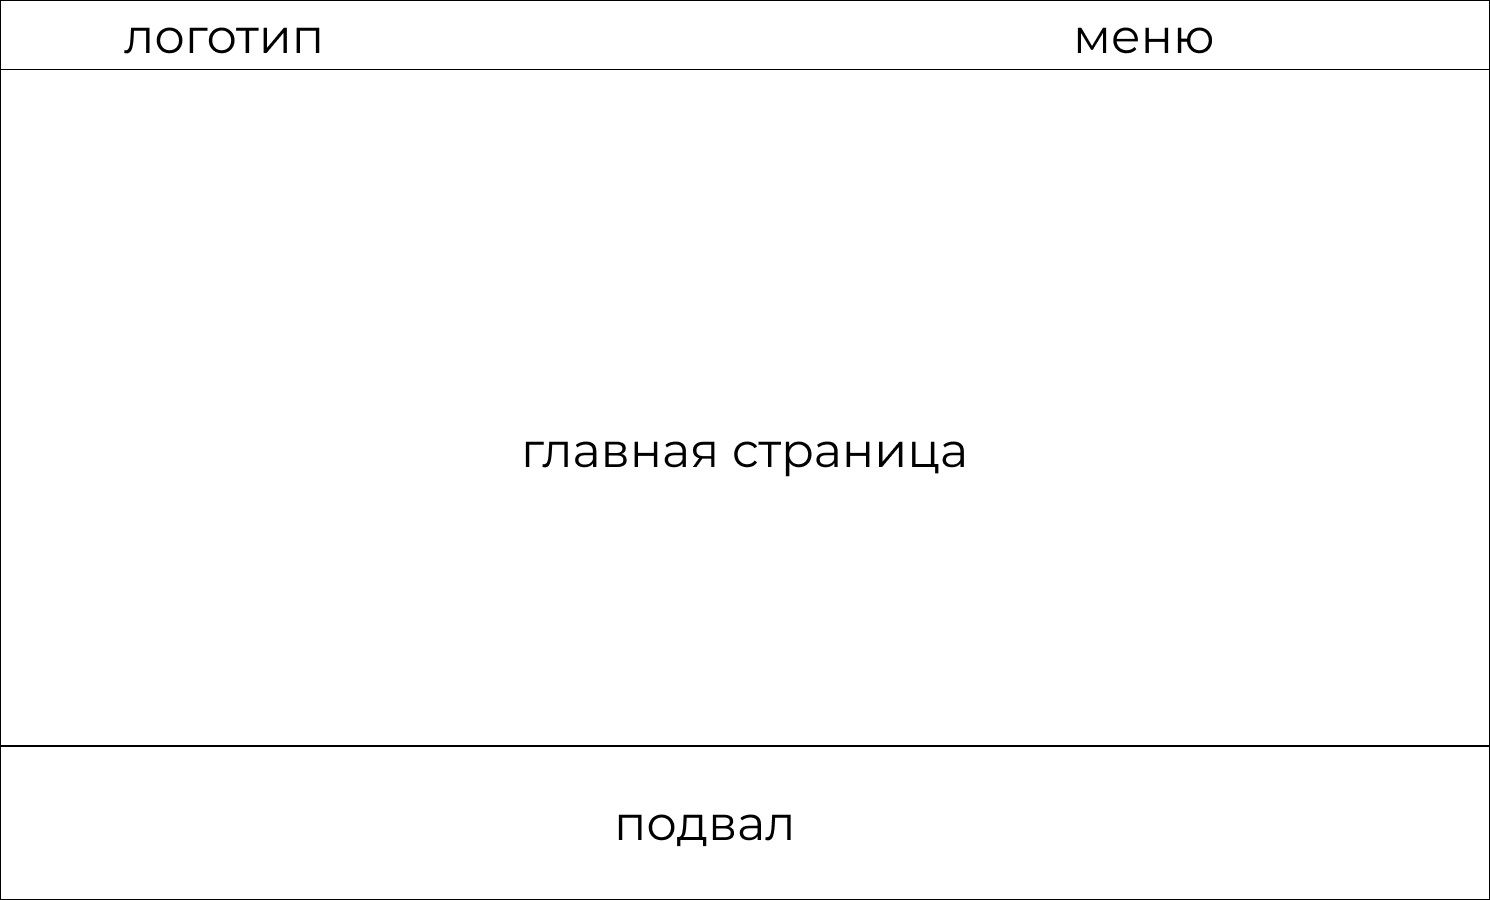 логотип
меню
главная страница
подвал